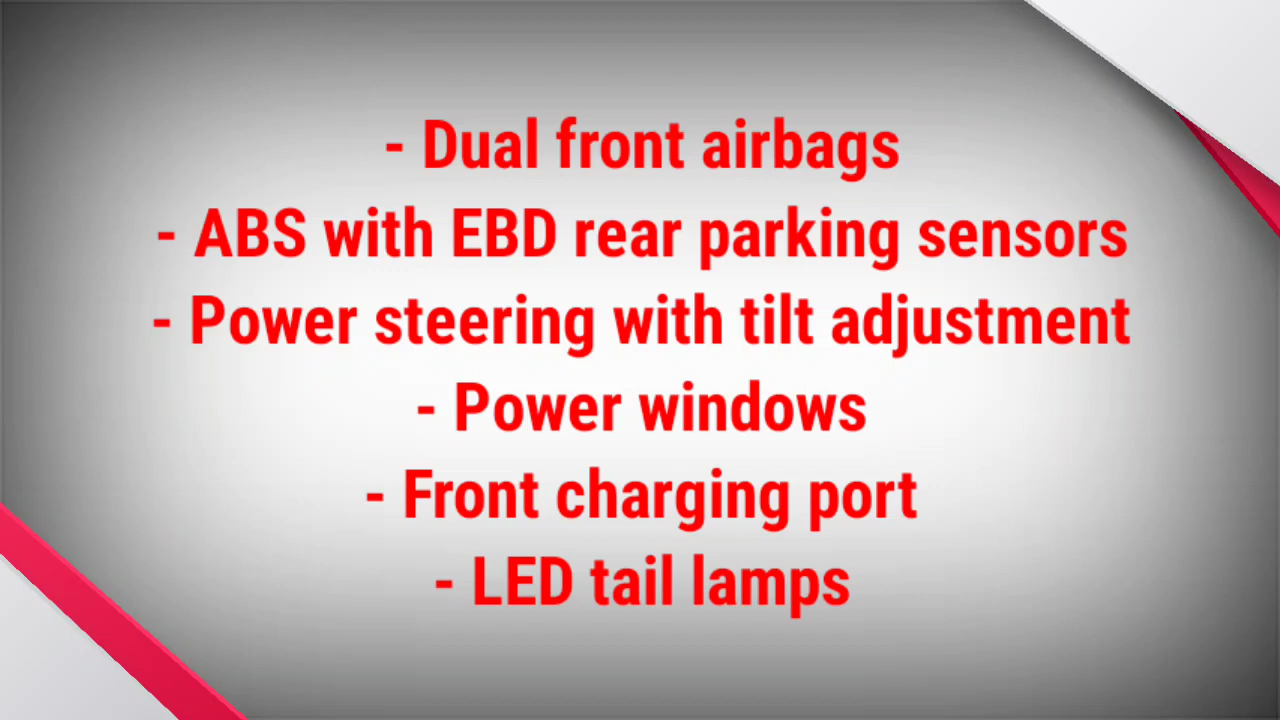 - Dual front airbags
- ABS with EBD rear parking sensors
- Power steering with tilt adjustment
- Power windows
- Front charging port
- LED tail lamps